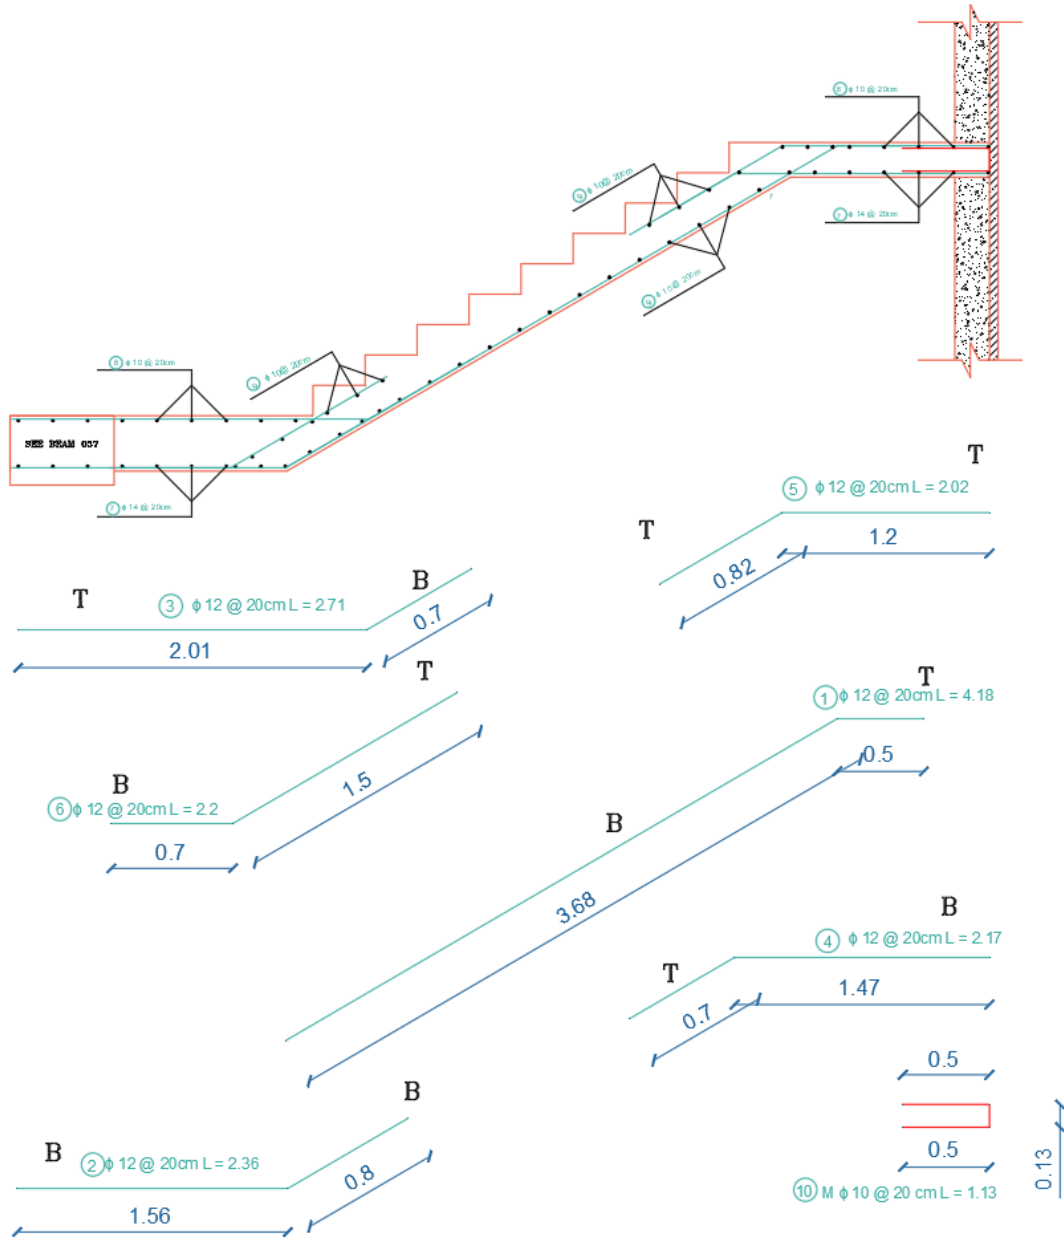 8 ϕ 10 @ 20cm
9 ϕ 10@ 20cm
7 ϕ 14 @ 20cm
7
9 ϕ 10@ 20cm
8 ϕ 10 @ 20cm
9 ϕ 10@ 20cm
SEE BEAM 037
7 ϕ 14 @ 20cm
T
5 ϕ 12 @ 20cm L = 2.02
T
1.2
0.82
B
T
3 ϕ 12 @ 20cm L = 2.71
0.7
2.01
T
T
1 ϕ 12 @ 20cm L = 4.18
0.5
1.5
B
6 ϕ 12 @ 20cm L = 2.2
B
0.7
3.68
B
4 ϕ 12 @ 20cm L = 2.17
T
1.47
0.7
0.5
B
B
2 ϕ 12 @ 20cm L = 2.36
0.8
1.56
0.5
0.13
10 M ϕ 10 @ 20 cm L = 1.13